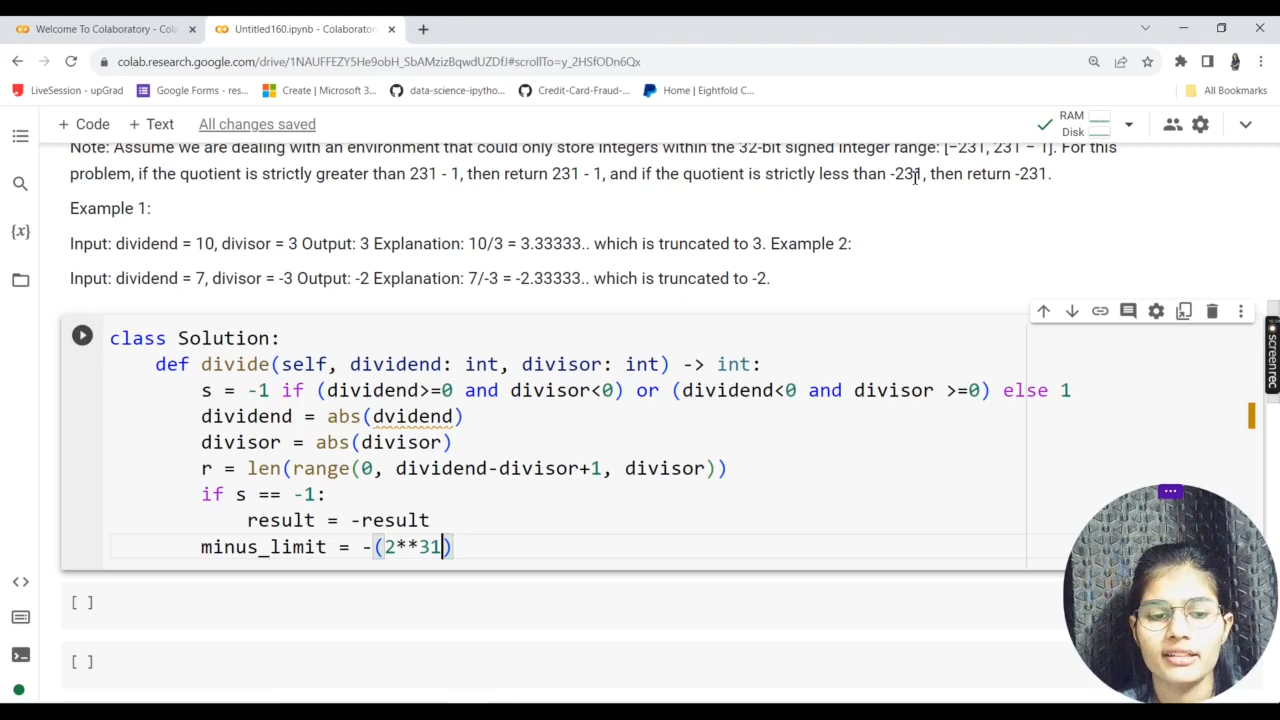 Welcome To Colaboratory - Cola
Untitled160.ipynb - Colaborator
colab.research.google.com/drive/1NAUFFEZY5He9obH_SbAMzizBqwdUZDfJ#scrollTo=y_2HSfODn6Qx
LiveSession - upGrad
Google Forms - res...
Create | Microsoft 3...
data-science-ipytho...
Credit-Card-Fraud-...
Home | Eightfold C...
All Bookmarks
+ Code
+ Text
All changes saved
RAM
Disk
Note: Assume we are dealing with an environment that could only store integers within the 32-bit signed integer range: [−231, 231 − 1]. For this
problem, if the quotient is strictly greater than 231 - 1, then return 231 - 1, and if the quotient is strictly less than -231, then return -231.
Example 1:
Input: dividend = 10, divisor = 3 Output: 3 Explanation: 10/3 = 3.33333.. which is truncated to 3. Example 2:
Input: dividend = 7, divisor = -3 Output: -2 Explanation: 7/-3 = -2.33333.. which is truncated to -2.
class Solution:
def divide(self, dividend: int, divisor: int) -> int:
s = -1 if (dividend>=0 and divisor<0) or (dividend<0 and divisor >=0) else 1
dividend = abs(dvidend)
divisor = abs(divisor)
r = len(range(0, dividend-divisor+1, divisor))
if s == -1:
result = -result
minus_limit = -(2**31)
[ ]
[ ]
screenrec